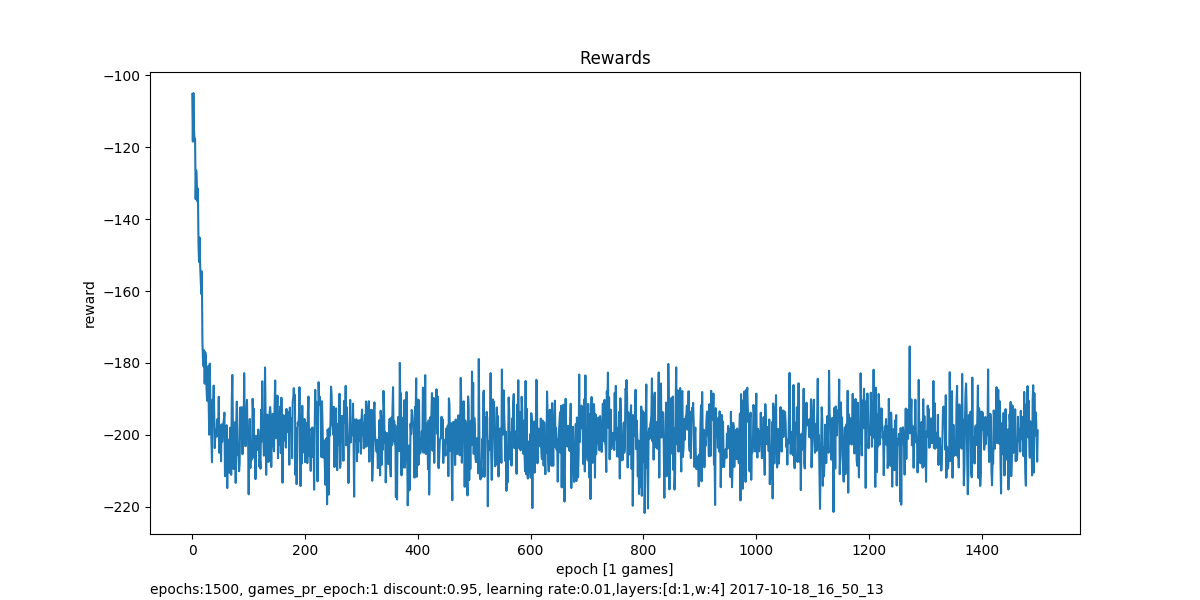 Rewards
−100
−120
−140
−160
−180
−200
−220
reward
0 200 400 600 800 1000 1200 1400
epoch [1 games]
epochs:1500, games_pr_epoch:1 discount:0.95, learning rate:0.01,layers:[d:1,w:4] 2017-10-18_16_50_13